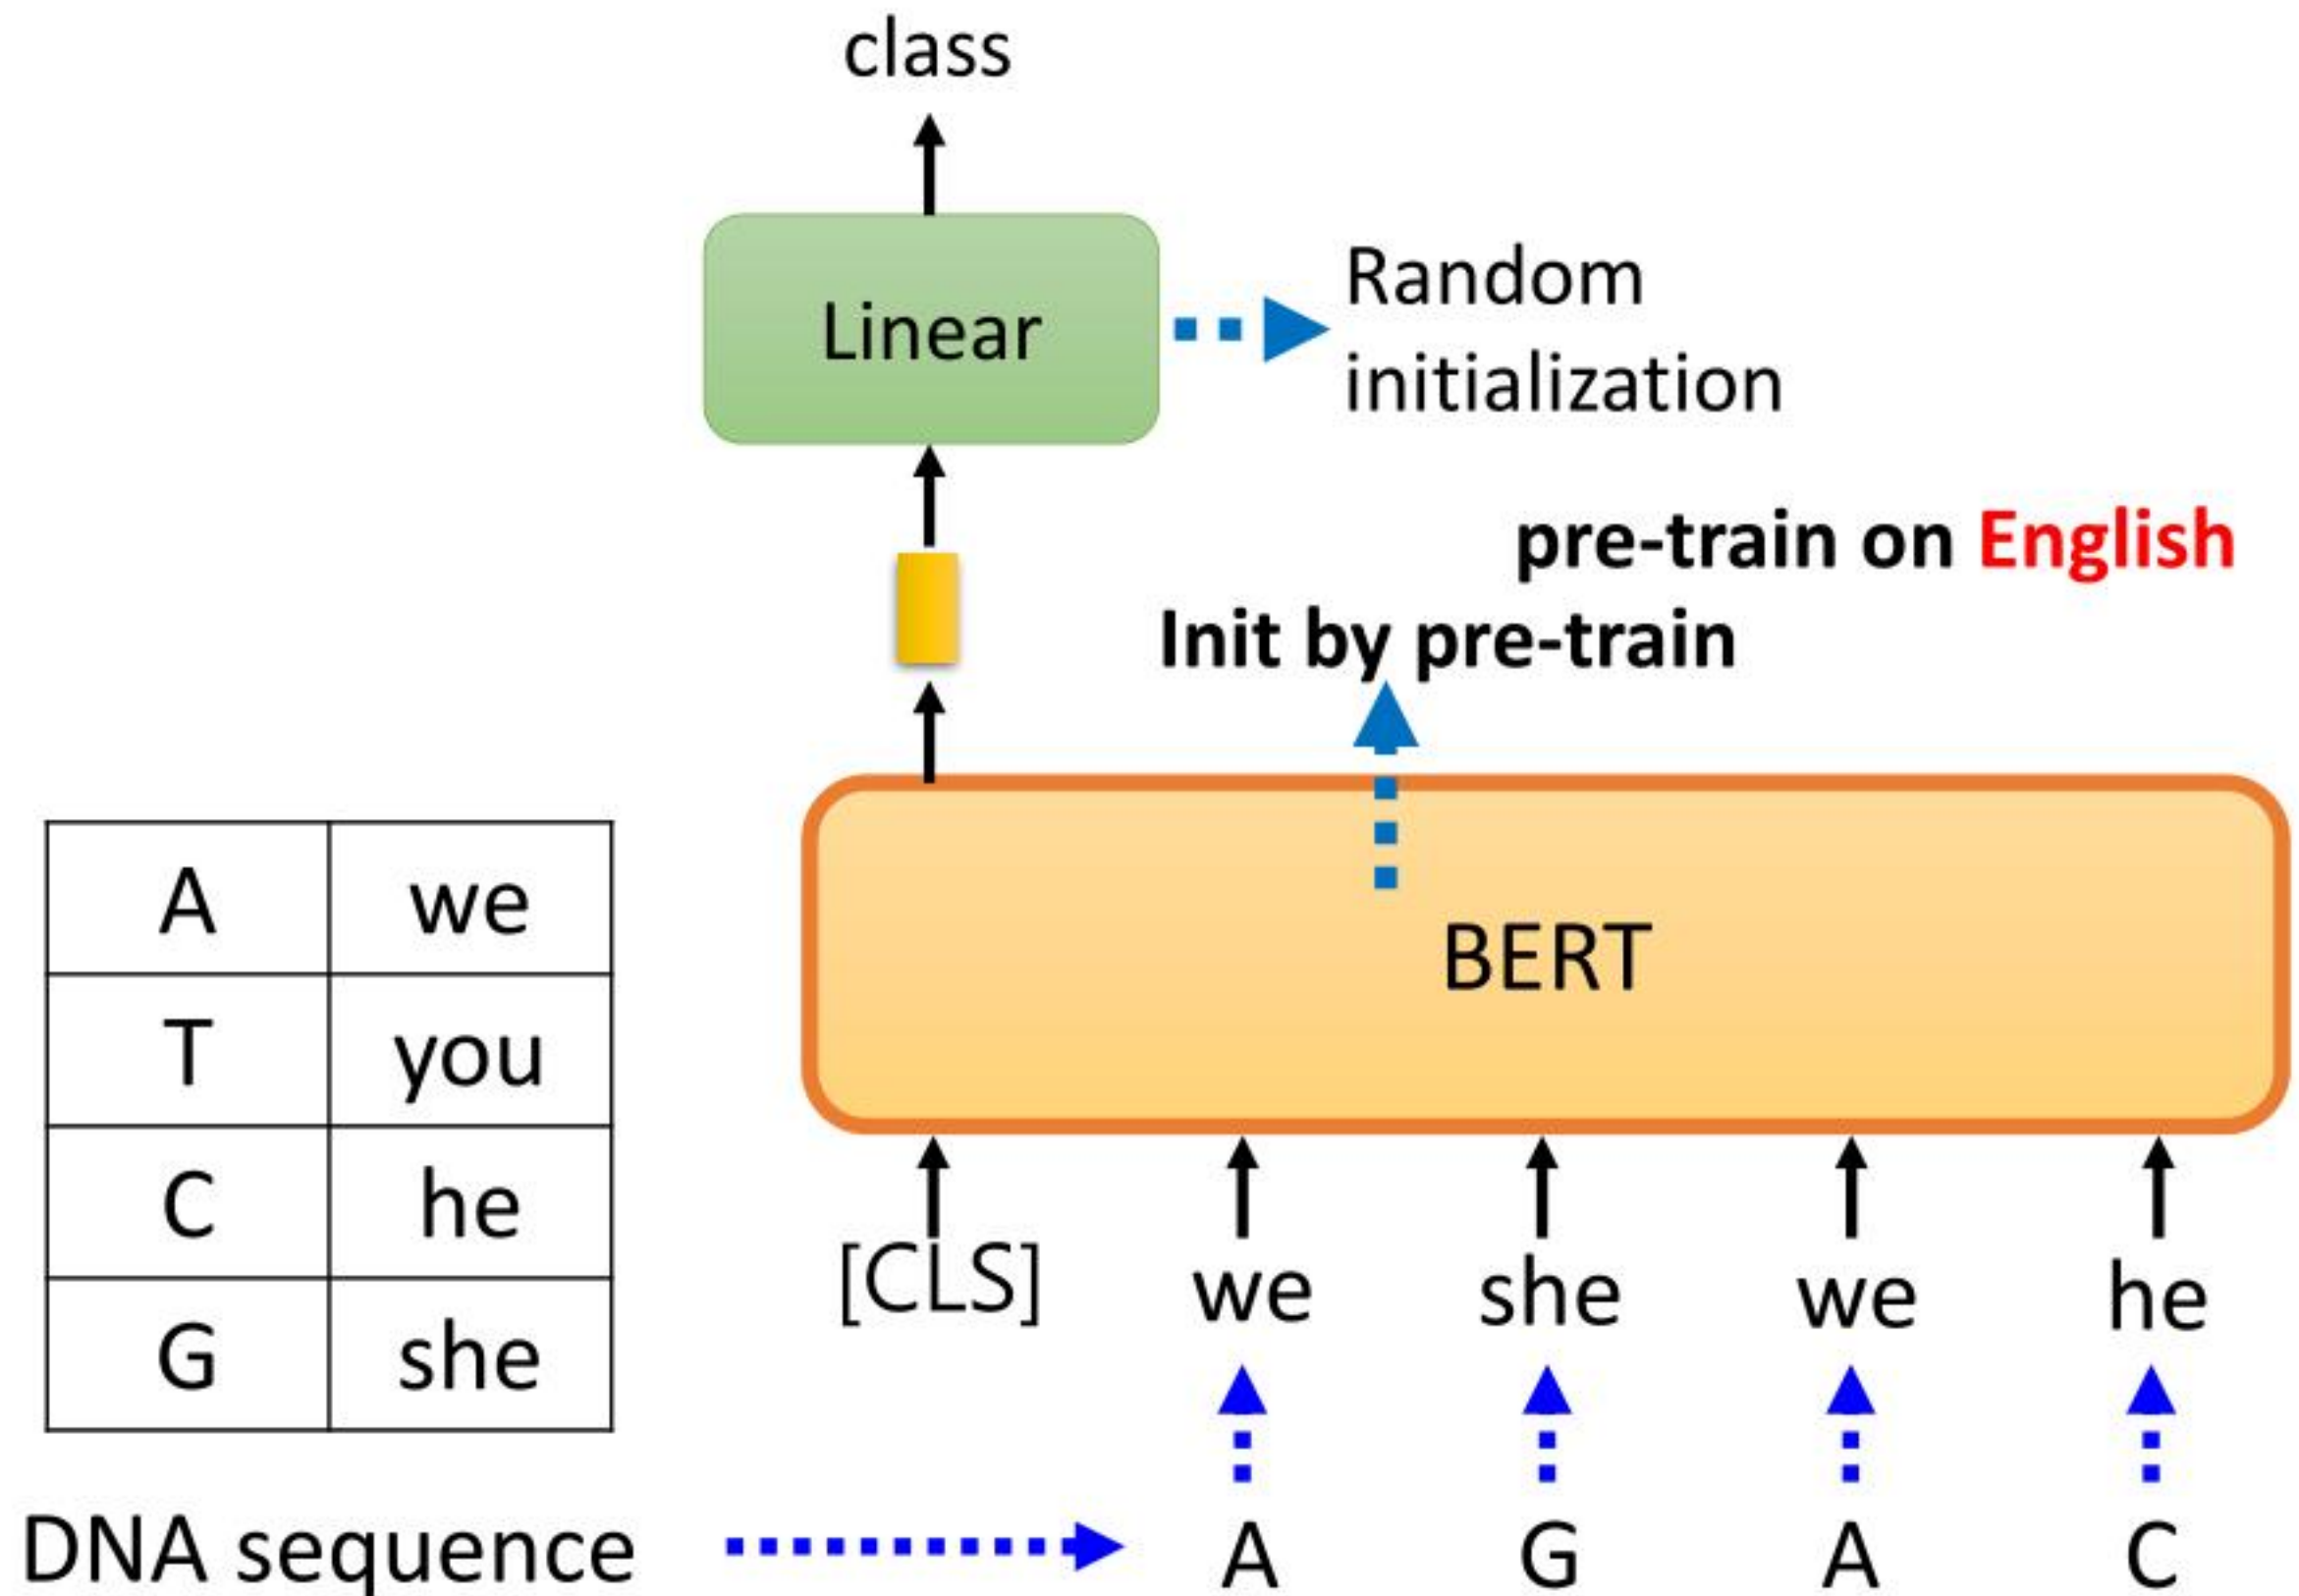 class
Linear
Random
initialization
pre-train on English
Init by pre-train
BERT
A we
T you
C he
G she
[CLS] we she we he
DNA sequence A G A C